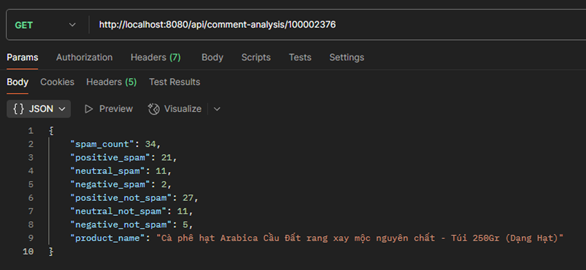 GET http://localhost:8080/api/comment-analysis/100002376
Params Authorization Headers (7) Body Scripts Tests Settings
Body Cookies Headers (5) Test Results
{} JSON Preview Visualize
1 {
2 "spam_count": 34,
3 "positive_spam": 21,
4 "neutral_spam": 11,
5 "negative_spam": 2,
6 "positive_not_spam": 27,
7 "neutral_not_spam": 11,
8 "negative_not_spam": 5,
9 "product_name": "Cà phê hạt Arabica Cầu Đất rang xay mộc nguyên chất - Túi 250Gr (Dạng Hạt)"
10 }